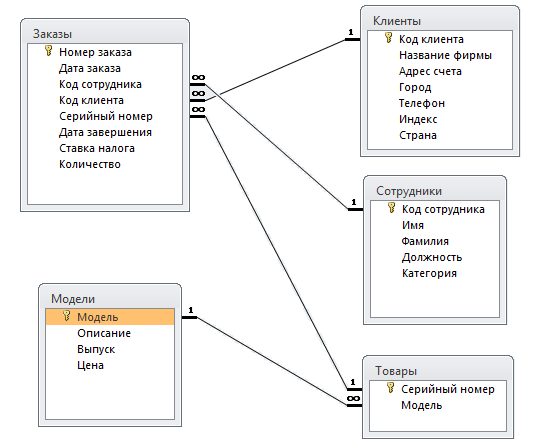 Заказы
Номер заказа
Дата заказа
Код сотрудника
Код клиента
Серийный номер
Дата завершения
Ставка налога
Количество
Клиенты
Код клиента
Название фирмы
Адрес счета
Город
Телефон
Индекс
Страна
Сотрудники
Код сотрудника
Имя
Фамилия
Должность
Категория
Модели
Модель
Описание
Выпуск
Цена
Товары
Серийный номер
Модель
∞
∞
∞
1
1
1
1
∞